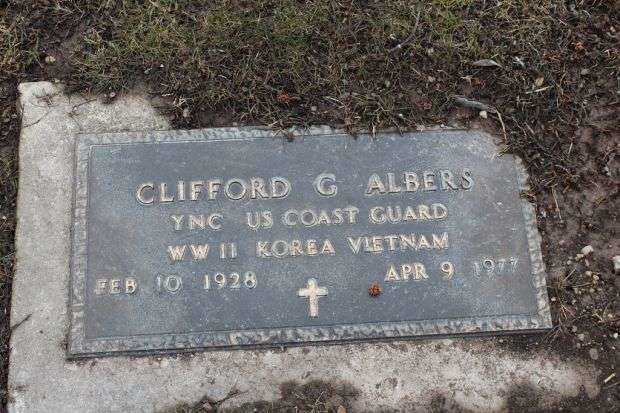 CLIFFORD G ALBERS
YNC US COAST GUARD
WW II KOREA VIETNAM
FEB 10 1928 APR 9 1977